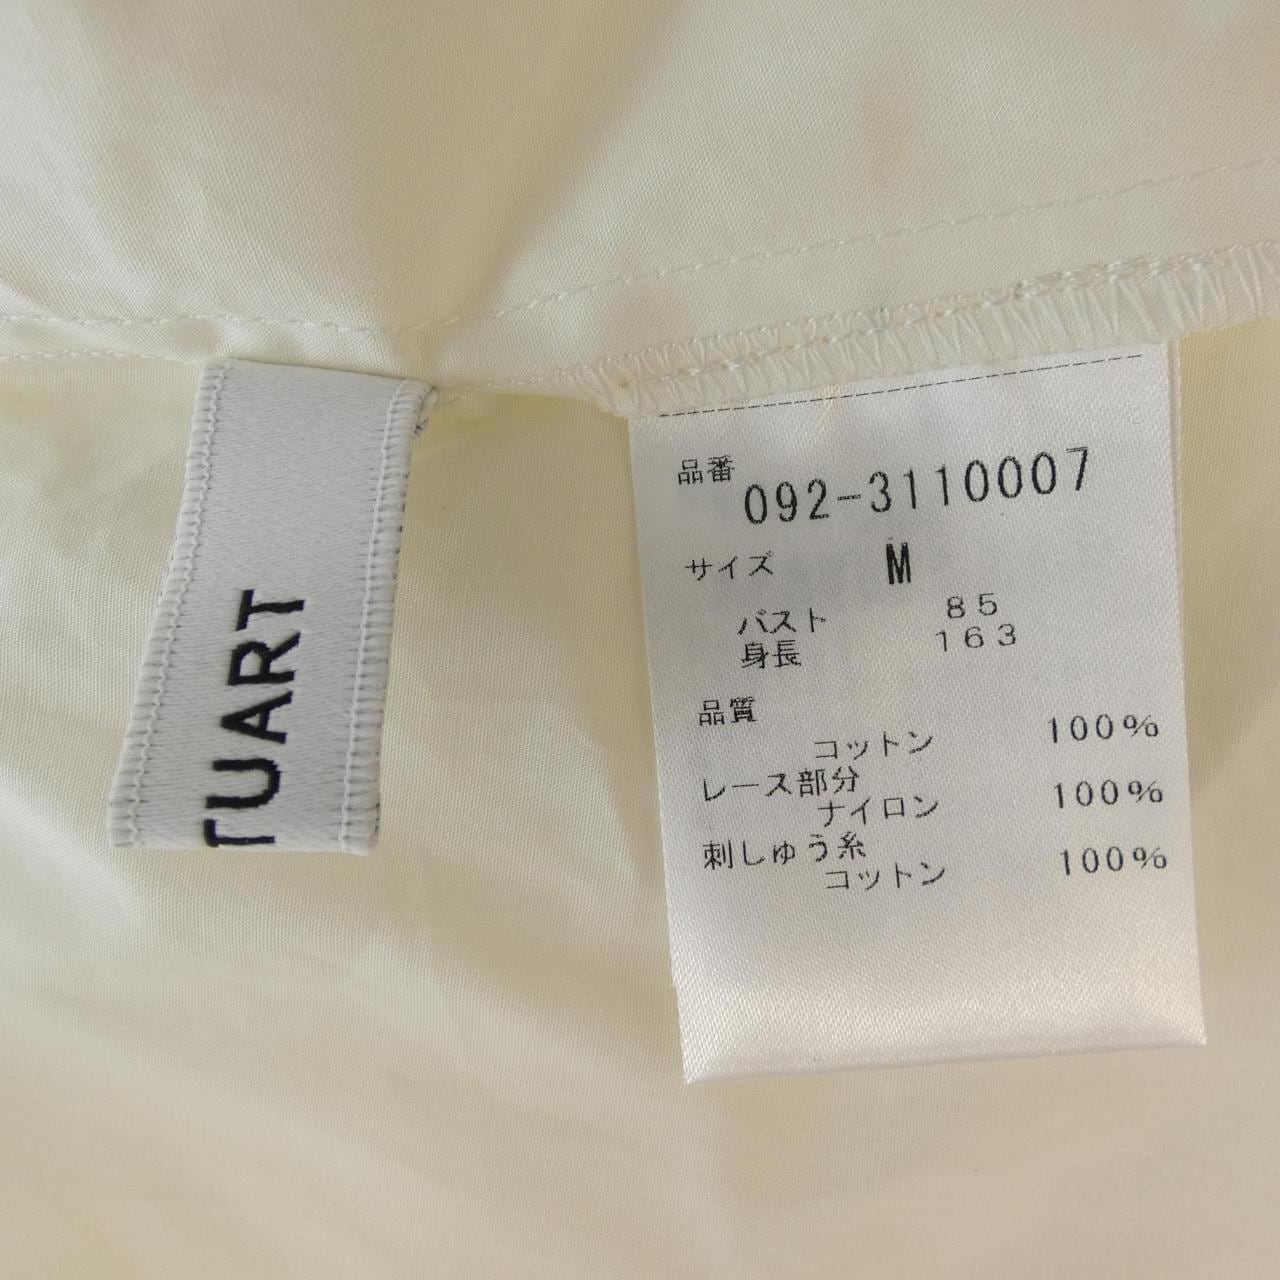 TUART
品番
092-3110007
サイズ M
バスト 85
身長 163
品質
コットン 100%
レース部分
ナイロン 100%
刺しゅう糸
コットン 100%